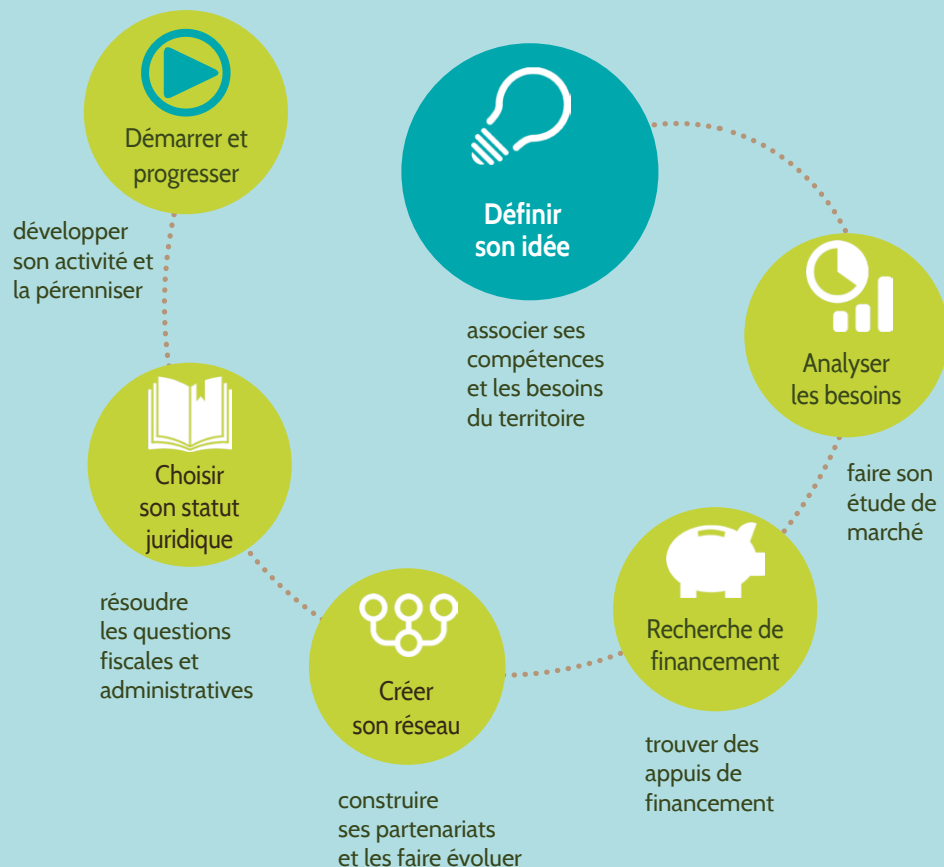 Définir
son idée
associer ses
compétences
et les besoins
du territoire
Analyser
les besoins
faire son
étude de
marché
Recherche de
financement
trouver des
appuis de
financement
Créer
son réseau
construire
ses partenariats
et les faire évoluer
Choisir
son statut
juridique
résoudre
les questions
fiscales et
administratives
Démarrer et
progresser
développer
son activité et
la pérenniser